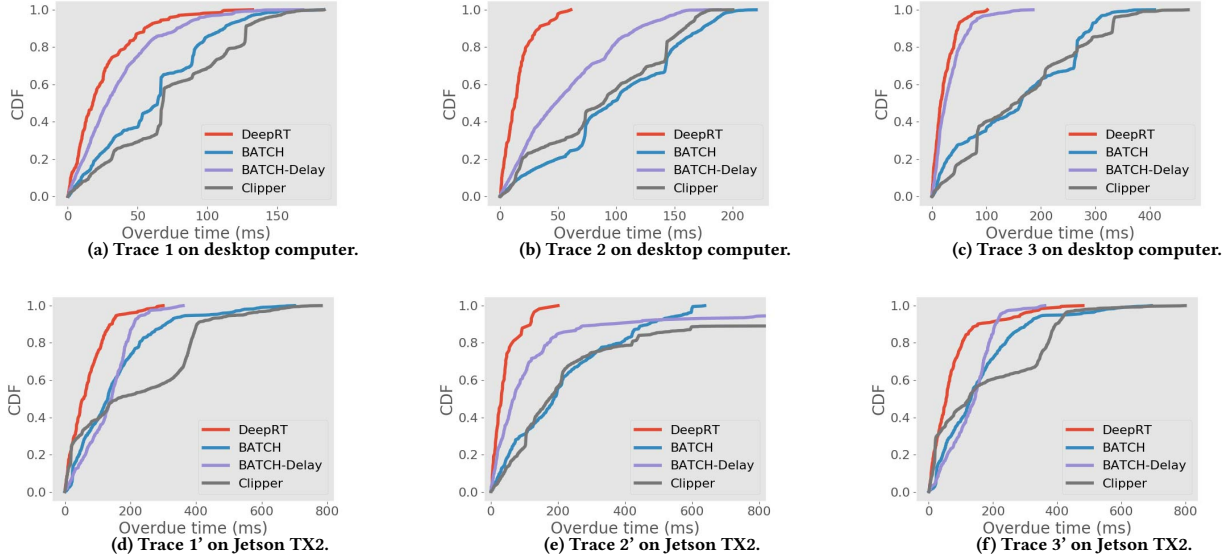 1.0
0.8
0.6
0.4
0.2
0.0
CDF
DeepRT
BATCH
BATCH-Delay
Clipper
0 50 100 150
Overdue time (ms)
(a) Trace 1 on desktop computer.
1.0
0.8
0.6
0.4
0.2
0.0
CDF
DeepRT
BATCH
BATCH-Delay
Clipper
0 50 100 150 200
Overdue time (ms)
(b) Trace 2 on desktop computer.
1.0
0.8
0.6
0.4
0.2
0.0
CDF
DeepRT
BATCH
BATCH-Delay
Clipper
0 100 200 300 400
Overdue time (ms)
(c) Trace 3 on desktop computer.
1.0
0.8
0.6
0.4
0.2
0.0
CDF
DeepRT
BATCH
BATCH-Delay
Clipper
0 200 400 600 800
Overdue time (ms)
(d) Trace 1’ on Jetson TX2.
1.0
0.8
0.6
0.4
0.2
0.0
CDF
DeepRT
BATCH
BATCH-Delay
Clipper
0 200 400 600 800
Overdue time (ms)
(e) Trace 2’ on Jetson TX2.
1.0
0.8
0.6
0.4
0.2
0.0
CDF
DeepRT
BATCH
BATCH-Delay
Clipper
0 200 400 600 800
Overdue time (ms)
(f) Trace 3’ on Jetson TX2.